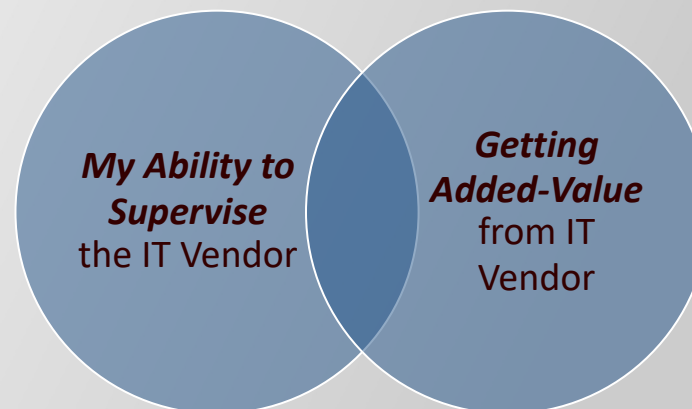 My Ability to
Supervise
the IT Vendor
Getting
Added-Value
from IT
Vendor